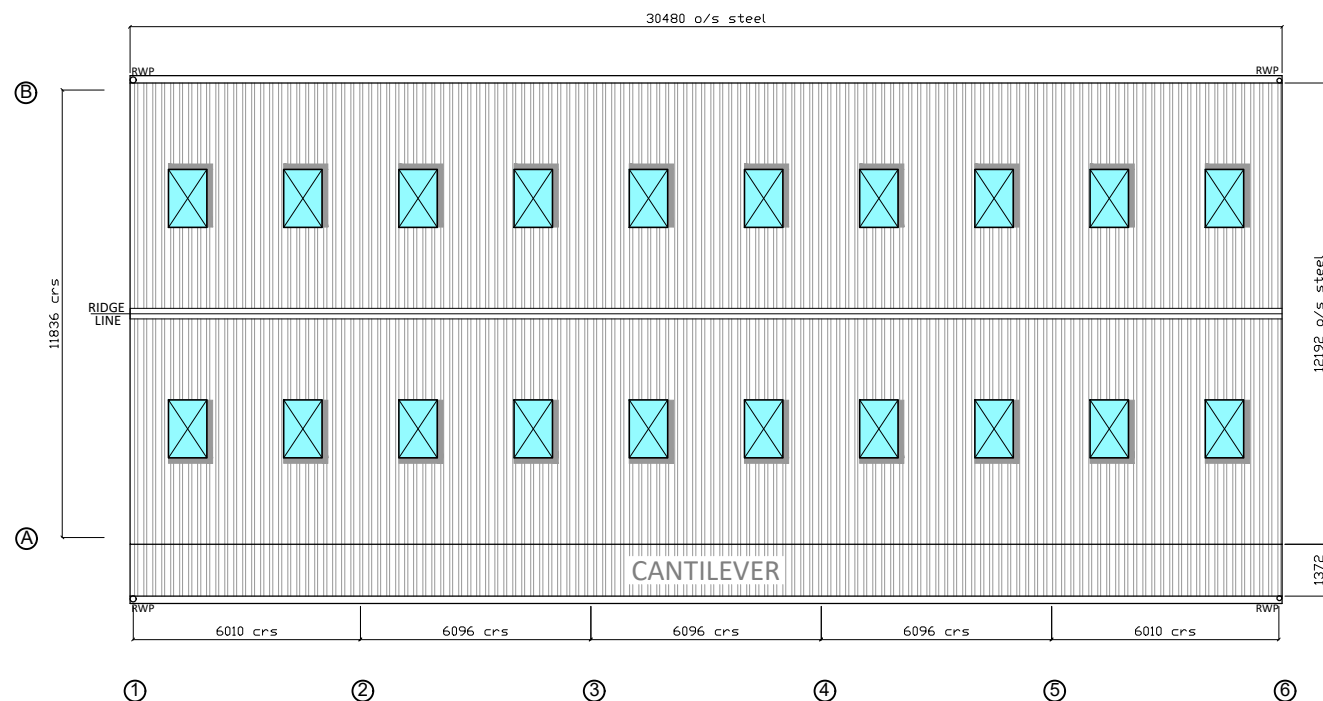 30480 o/s steel
RWP RWP
B
RIDGE
LINE
11836 crs
12192 o/s steel
A
CANTILEVER
1372
RWP RWP
6010 crs 6096 crs 6096 crs 6096 crs 6010 crs
1 2 3 4 5 6